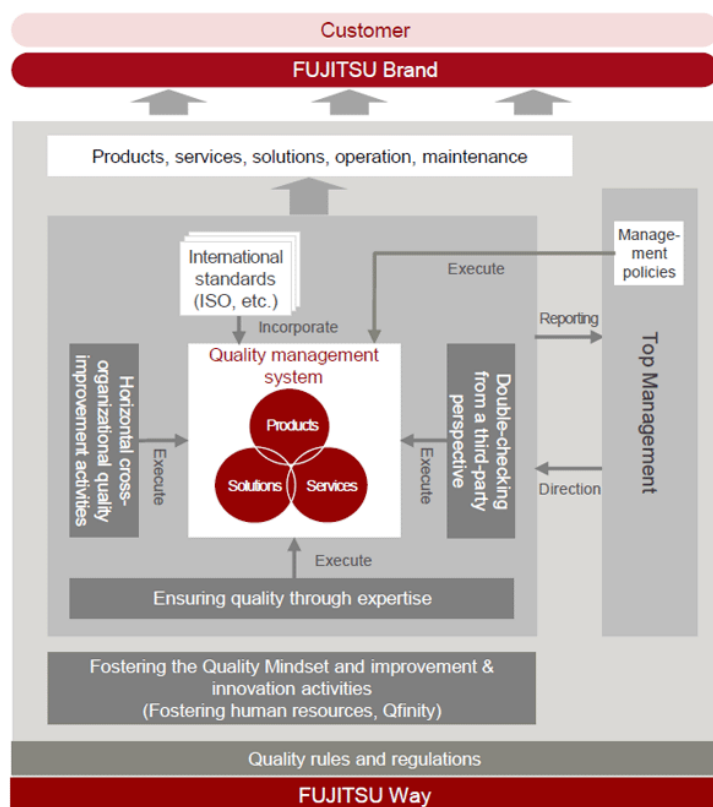 Customer
FUJITSU Brand
Products, services, solutions, operation, maintenance
International
standards
(ISO, etc.)
Manage-
ment
policies
Execute
Incorporate
Reporting
Quality management
system
Horizontal cross-
organizational quality
improvement activities
Execute
Products
Solutions
Services
Execute
Double-checking
from a third-party
perspective
Top Management
Direction
Execute
Ensuring quality through expertise
Fostering the Quality Mindset and improvement &
innovation activities
(Fostering human resources, Qfinity)
Quality rules and regulations
FUJITSU Way